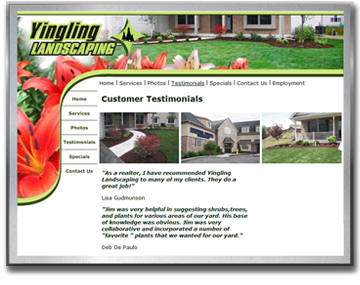 Yingling
LANDSCAPING
Home | Services | Photos | Testimonials | Specials | Contact Us | Employment
Home
Services
Photos
Testimonials
Specials
Contact Us
Customer Testimonials
"As a realtor, I have recommended Yingling
Landscaping to many of my clients. They do a
great job!"
Lisa Gudmunson
"Jim was very helpful in suggesting shrubs,trees,
and plants for various areas of our yard. His base
of knowledge was obvious. Jim was very
collaborative and incorporated a number of
"favorite " plants that we wanted for our yard."
Deb De Paulo